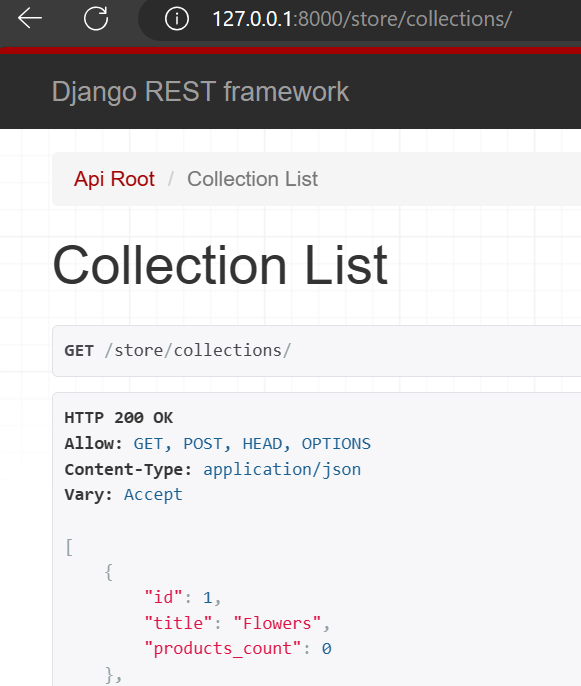 127.0.0.1:8000/store/collections/
Django REST framework
Api Root / Collection List
Collection List
GET /store/collections/
HTTP 200 OK
Allow: GET, POST, HEAD, OPTIONS
Content-Type: application/json
Vary: Accept
[
    {
        "id": 1,
        "title": "Flowers",
        "products_count": 0
    },